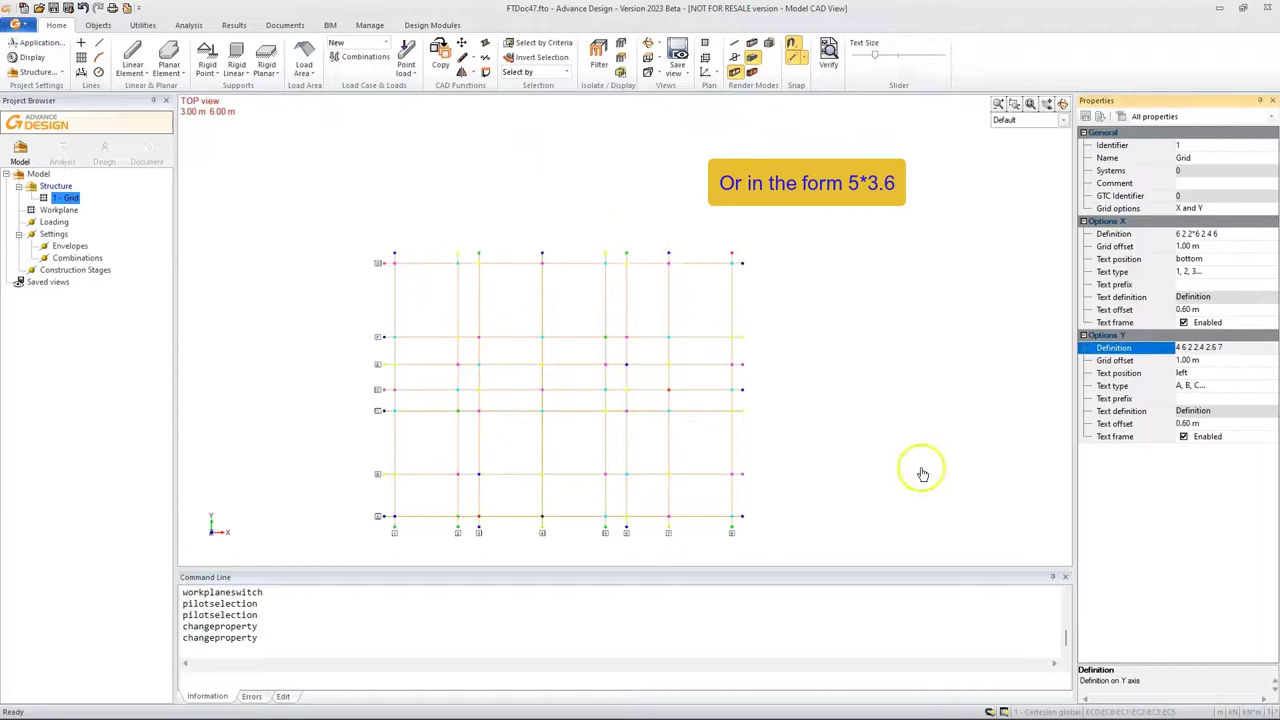 FTDoc47.fto - Advance Design - Version 2023 Beta - [NOT FOR RESALE version - Model CAD View]
Home Objects Utilities Analysis Results Documents BIM Manage Design Modules
Application...
Display
Structure...
Project Settings
Lines
Linear Element
Planar Element
Linear & Planar
Rigid Point
Rigid Linear
Rigid Planar
Supports
Load Area
Load Area
New
Combinations
Point load
Load Case & Loads
Copy
CAD Functions
Select by Criteria
Invert Selection
Select by
Selection
Filter
Isolate / Display
Save view
Views
Plan
Render Modes
Snap
Verify
Text Size
Slider
Project Browser
ADVANCE DESIGN
Model Analysis Design Document
Model
Structure
1 - Grid
Workplane
Loading
Settings
Envelopes
Combinations
Construction Stages
Saved views
TOP view
3.00 m 6.00 m
Default
Or in the form 5*3.6
Y
X
Command Line
workplaneswitch
pilotselection
pilotselection
changeproperty
changeproperty
Information Errors Edit
Properties
All properties
General
Identifier 1
Name Grid
Systems 0
Comment
GTC Identifier 0
Grid options X and Y
Options X
Definition 6 2 2*6 2 4 6
Grid offset 1.00 m
Text position bottom
Text type 1, 2, 3...
Text prefix
Text definition Definition
Text offset 0.60 m
Text frame Enabled
Options Y
Definition 4 6 2 2.4 2.6 7
Grid offset 1.00 m
Text position left
Text type A, B, C...
Text prefix
Text definition Definition
Text offset 0.60 m
Text frame Enabled
Definition
Definition on Y axis
Ready
1 - Cartesian global